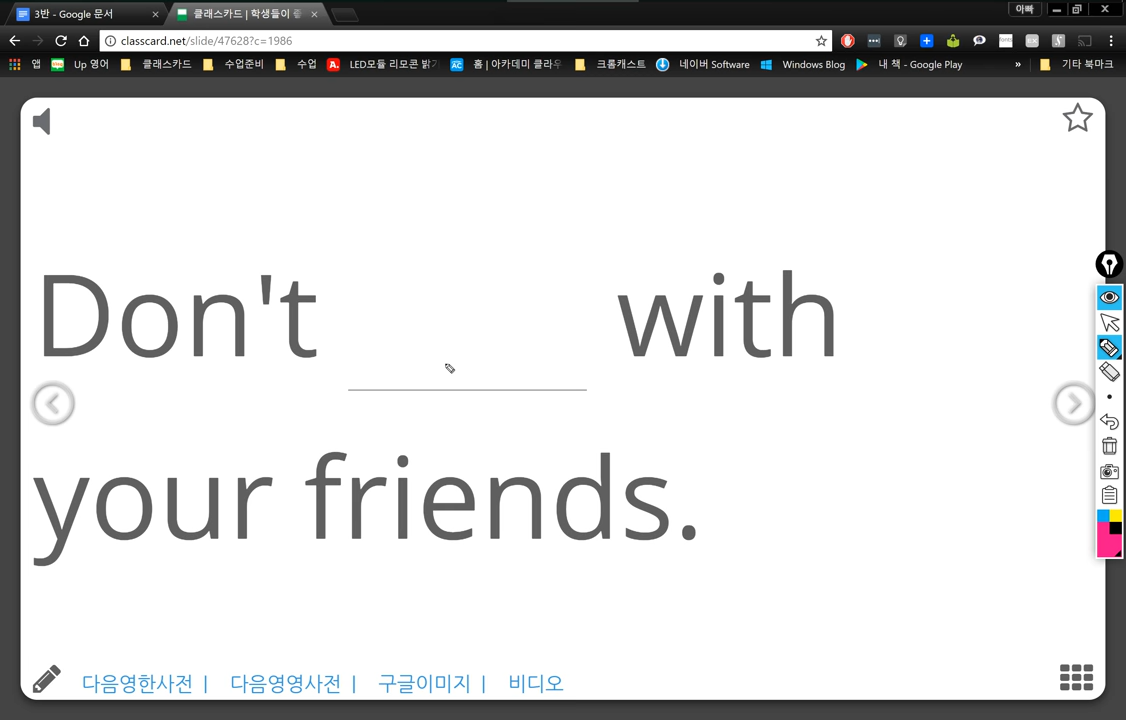 3반 - Google 문서
클래스카드 | 학생들이 좋
아빠
classcard.net/slide/47628?c=1986
앱 Up 영어 클래스카드 수업준비 수업 LED모듈 리모콘 밝기 홈 | 아카데미 클라우 크롬캐스트 네이버 Software Windows Blog 내 책 - Google Play » 기타 북마크
Don't ________ with
your friends.
다음영한사전 | 다음영영사전 | 구글이미지 | 비디오